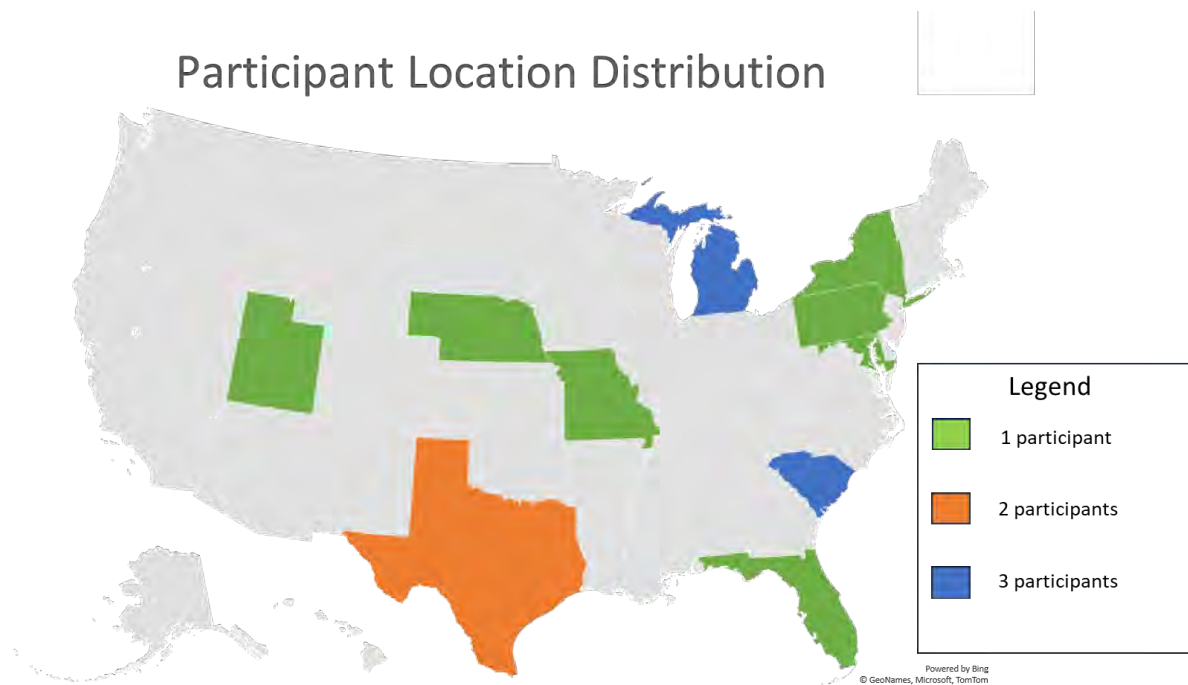 Participant Location Distribution
Legend
1 participant
2 participants
3 participants
Powered by Bing
© GeoNames, Microsoft, TomTom